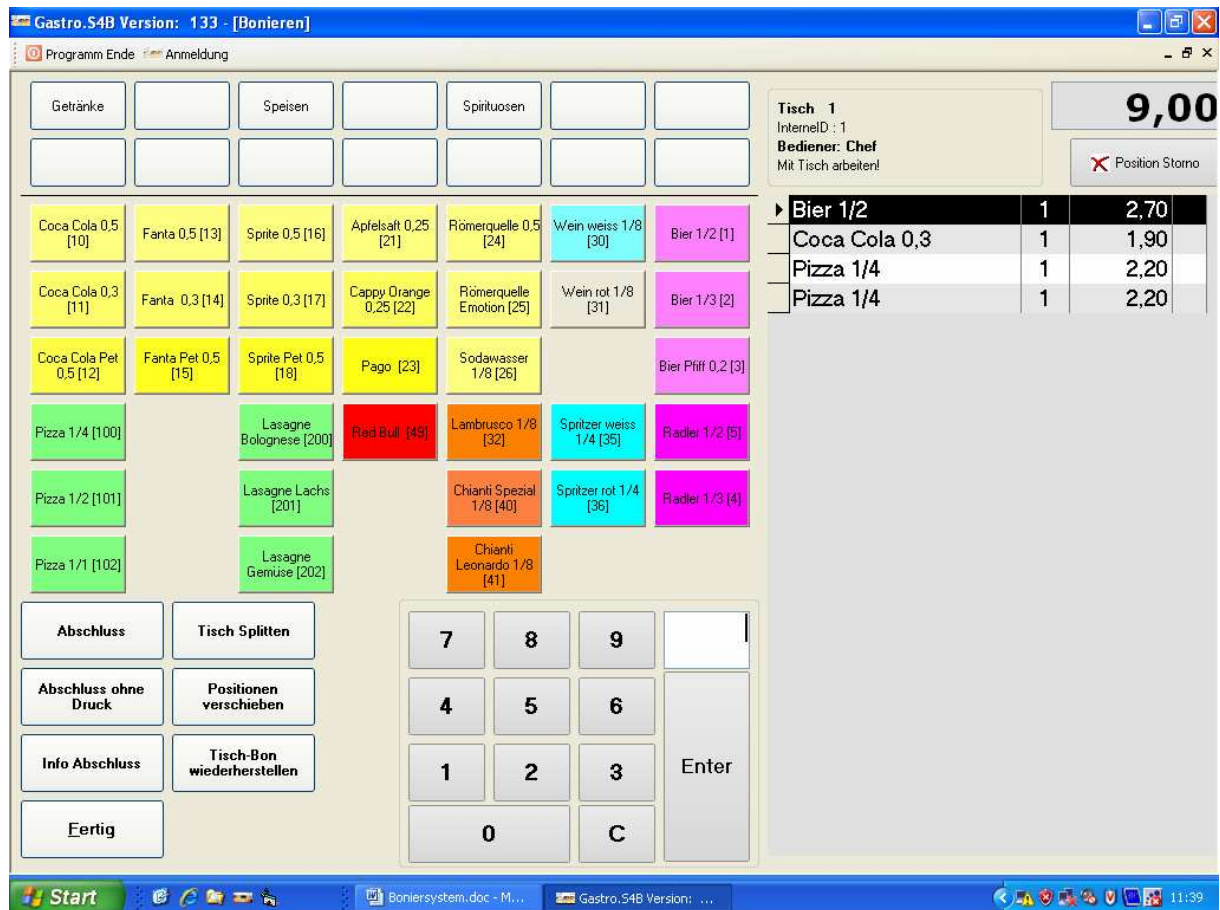 Gastro.S4B Version: 133 - [Bonieren]
Programm Ende Anmeldung
Getränke Speisen Spirituosen
Tisch 1
InterneID : 1
Bediener: Chef
Mit Tisch arbeiten!
9,00
Position Storno
Coca Cola 0,5
[10]
Fanta 0,5 [13]
Sprite 0,5 [16]
Apfelsaft 0,25
[21]
Römerquelle 0,5
[24]
Wein weiss 1/8
[30]
Bier 1/2 [1]
Coca Cola 0,3
[11]
Fanta 0,3 [14]
Sprite 0,3 [17]
Cappy Orange
0,25 [22]
Römerquelle
Emotion [25]
Wein rot 1/8
[31]
Bier 1/3 [2]
Coca Cola Pet
0,5 [12]
Fanta Pet 0,5
[15]
Sprite Pet 0,5
[18]
Pago [23]
Sodawasser
1/8 [26]
Bier Pfiff 0,2 [3]
Pizza 1/4 [100]
Lasagne
Bolognese [200]
Red Bull [49]
Lambrusco 1/8
[32]
Spritzer weiss
1/4 [35]
Radler 1/2 [5]
Pizza 1/2 [101]
Lasagne Lachs
[201]
Chianti Spezial
1/8 [40]
Spritzer rot 1/4
[36]
Radler 1/3 [4]
Pizza 1/1 [102]
Lasagne
Gemüse [202]
Chianti
Leonardo 1/8
[41]
Bier 1/2 1 2,70
Coca Cola 0,3 1 1,90
Pizza 1/4 1 2,20
Pizza 1/4 1 2,20
Abschluss
Tisch Splitten
Abschluss ohne
Druck
Positionen
verschieben
Info Abschluss
Tisch-Bon
wiederherstellen
Fertig
7 8 9
4 5 6
1 2 3
Enter
0 C
Start
Boniersystem.doc - M...
Gastro.S4B Version: ...
11:39